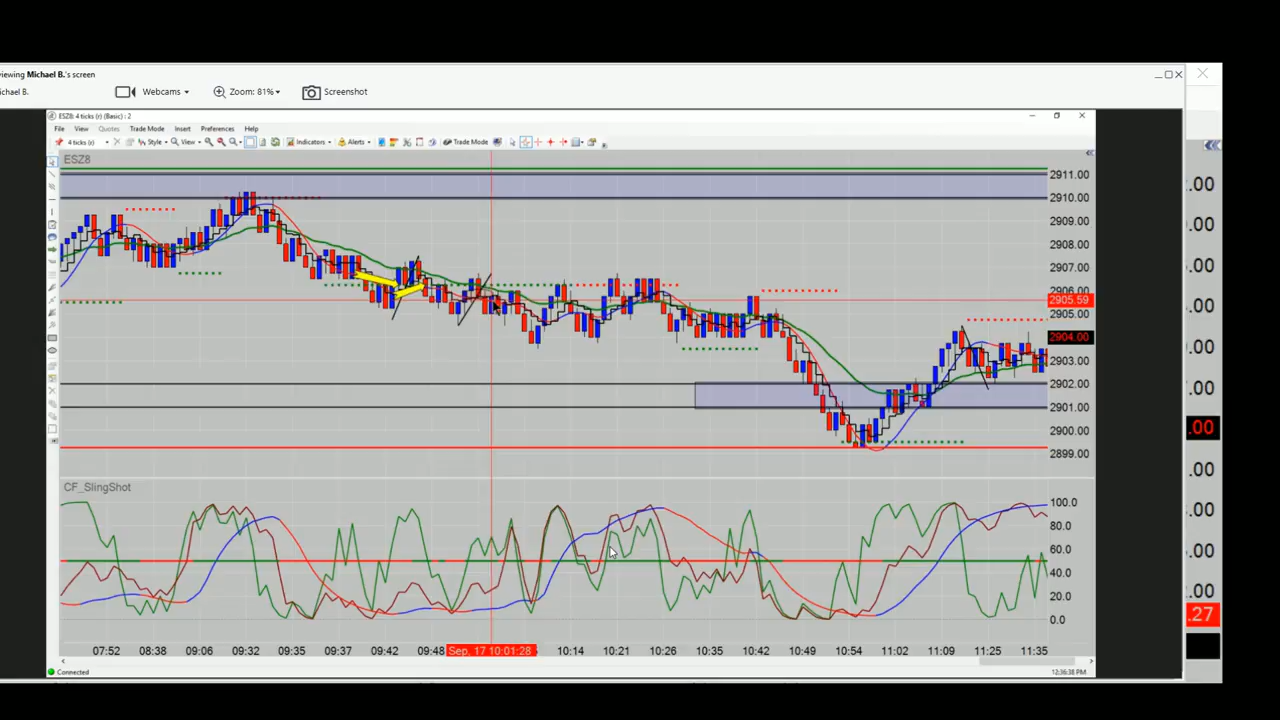 viewing Michael B.'s screen
ichael B.
Webcams
Zoom: 81%
Screenshot
ESZ8: 4 ticks (r) (Basic) : 2
File View Quotes Trade Mode Insert Preferences Help
4 ticks (r) Style View Indicators Alerts Trade Mode
ESZ8
2911.00
2910.00
2909.00
2908.00
2907.00
2906.00
2905.59
2905.00
2904.00
2903.00
2902.00
2901.00
2900.00
2899.00
CF_SlingShot
100.0
80.0
60.0
40.0
20.0
0.0
07:52 08:38 09:06 09:32 09:35 09:37 09:42 09:48 Sep, 17 10:01:28 10:14 10:21 10:26 10:35 10:42 10:49 10:54 11:02 11:09 11:25 11:35
Connected
12:36:38 PM
.00
.00
.00
.00
.00
.00
.00
.00
.00
.00
.00
.27